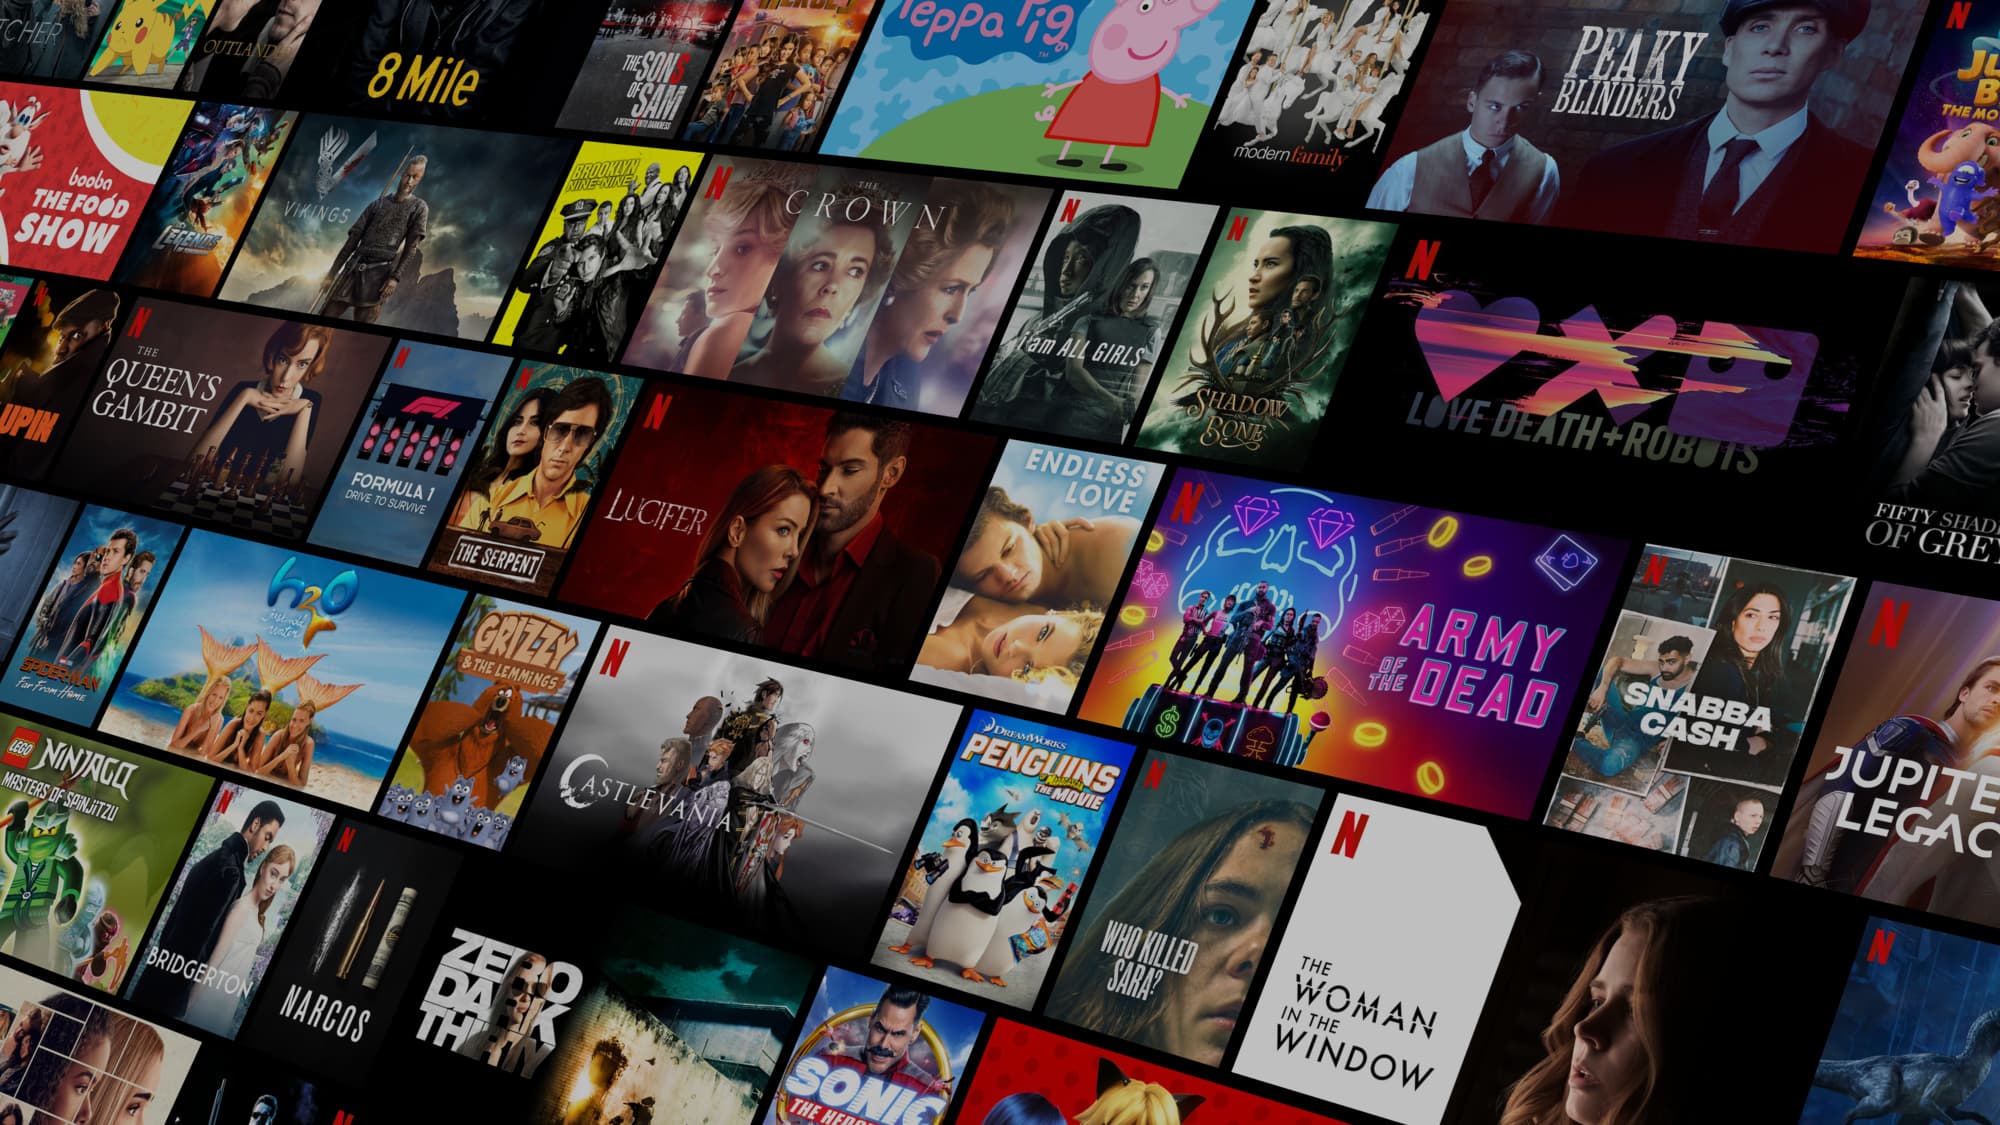 TCHER
OUTLAND
8 Mile
THE SONS
OF
SAM
A DESCENT INTO DARKNESS
Peppa Pig
™
modern family
PEAKY
BLINDERS
N
THE MO
booba
THE FOOD
SHOW
LEGENDS
VIKINGS
BROOKLYN
NINE-NINE
N
THE
CROWN
N
i am ALL GIRLS
N
SHADOW
AND
BONE
N
LOVE DEATH+ROBOTS
FIFTY SHAD
OF GREY
N
UPIN
N
THE
QUEEN'S
GAMBIT
N
F1
FORMULA 1
DRIVE TO SURVIVE
N
THE SERPENT
N
LUCIFER
ENDLESS
LOVE
N
ARMY
OF THE
DEAD
N
SNABBA
CASH
N
JUPITE
LEGAC
SPIDER-MAN
Far From Home
h2O
just add
water
GRIZZY
& THE LEMMINGS
N
CASTLEVANIA
DREAMWORKS
PENGUINS
OF MADAGASCAR
THE MOVIE
N
WHO KILLED
SARA?
N
THE
WOMAN
IN THE
WINDOW
N
LEGO
NINJAGO
MASTERS OF SPINJITZU
N
BRIDGERTON
N
NARCOS
ZERO
DARK
THIRTY
SONIC
THE HEDG
N